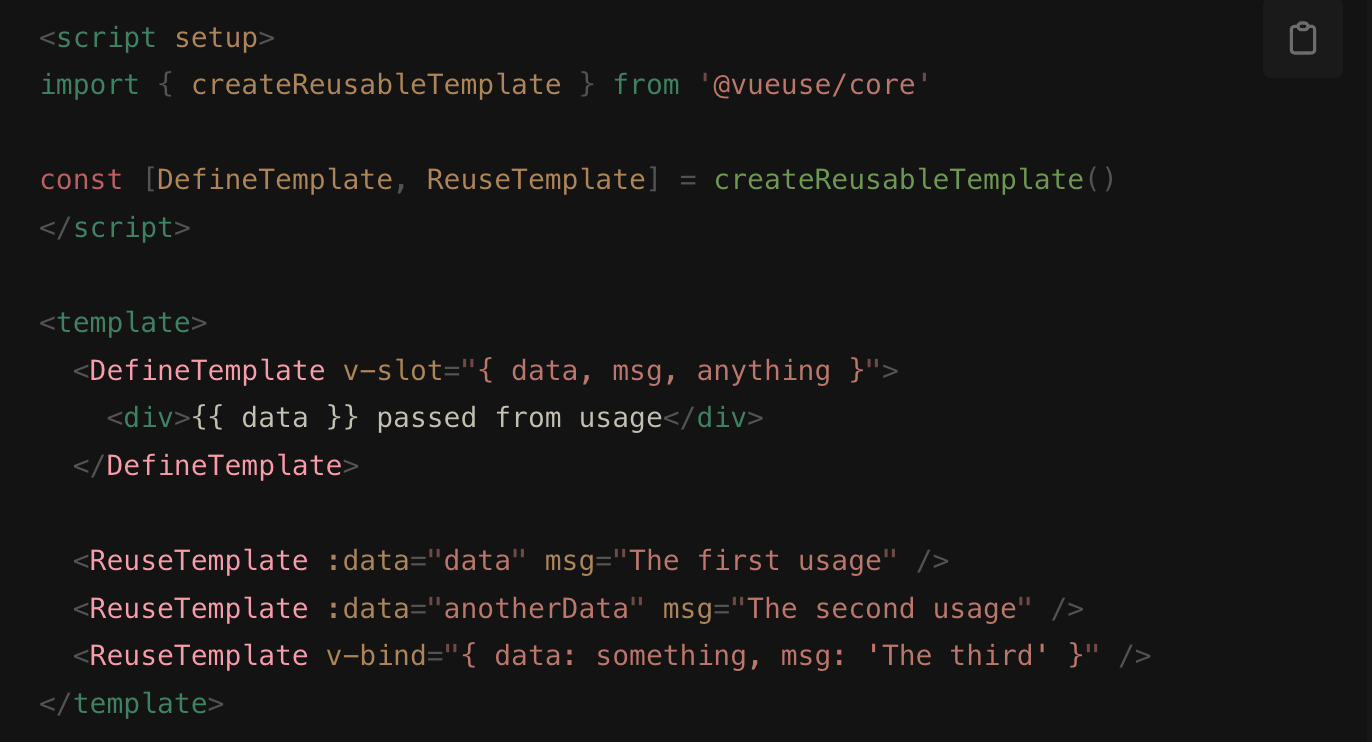 <script setup>
import { createReusableTemplate } from '@vueuse/core'

const [DefineTemplate, ReuseTemplate] = createReusableTemplate()
</script>

<template>
  <DefineTemplate v-slot="{ data, msg, anything }">
    <div>{{ data }} passed from usage</div>
  </DefineTemplate>

  <ReuseTemplate :data="data" msg="The first usage" />
  <ReuseTemplate :data="anotherData" msg="The second usage" />
  <ReuseTemplate v-bind="{ data: something, msg: 'The third' }" />
</template>